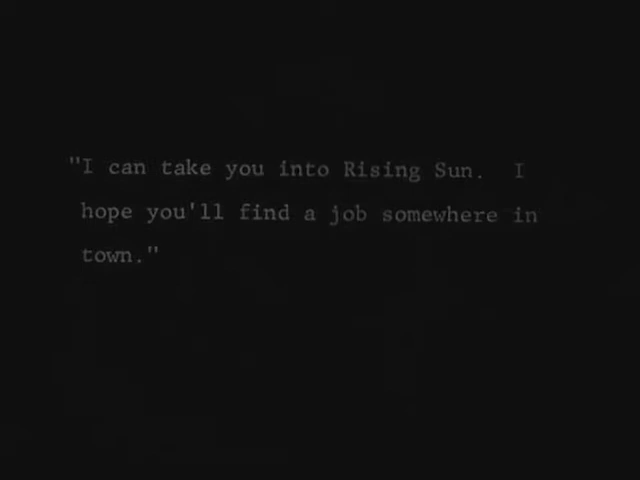 "I can take you into Rising Sun.  I
hope you'll find a job somewhere in
town."